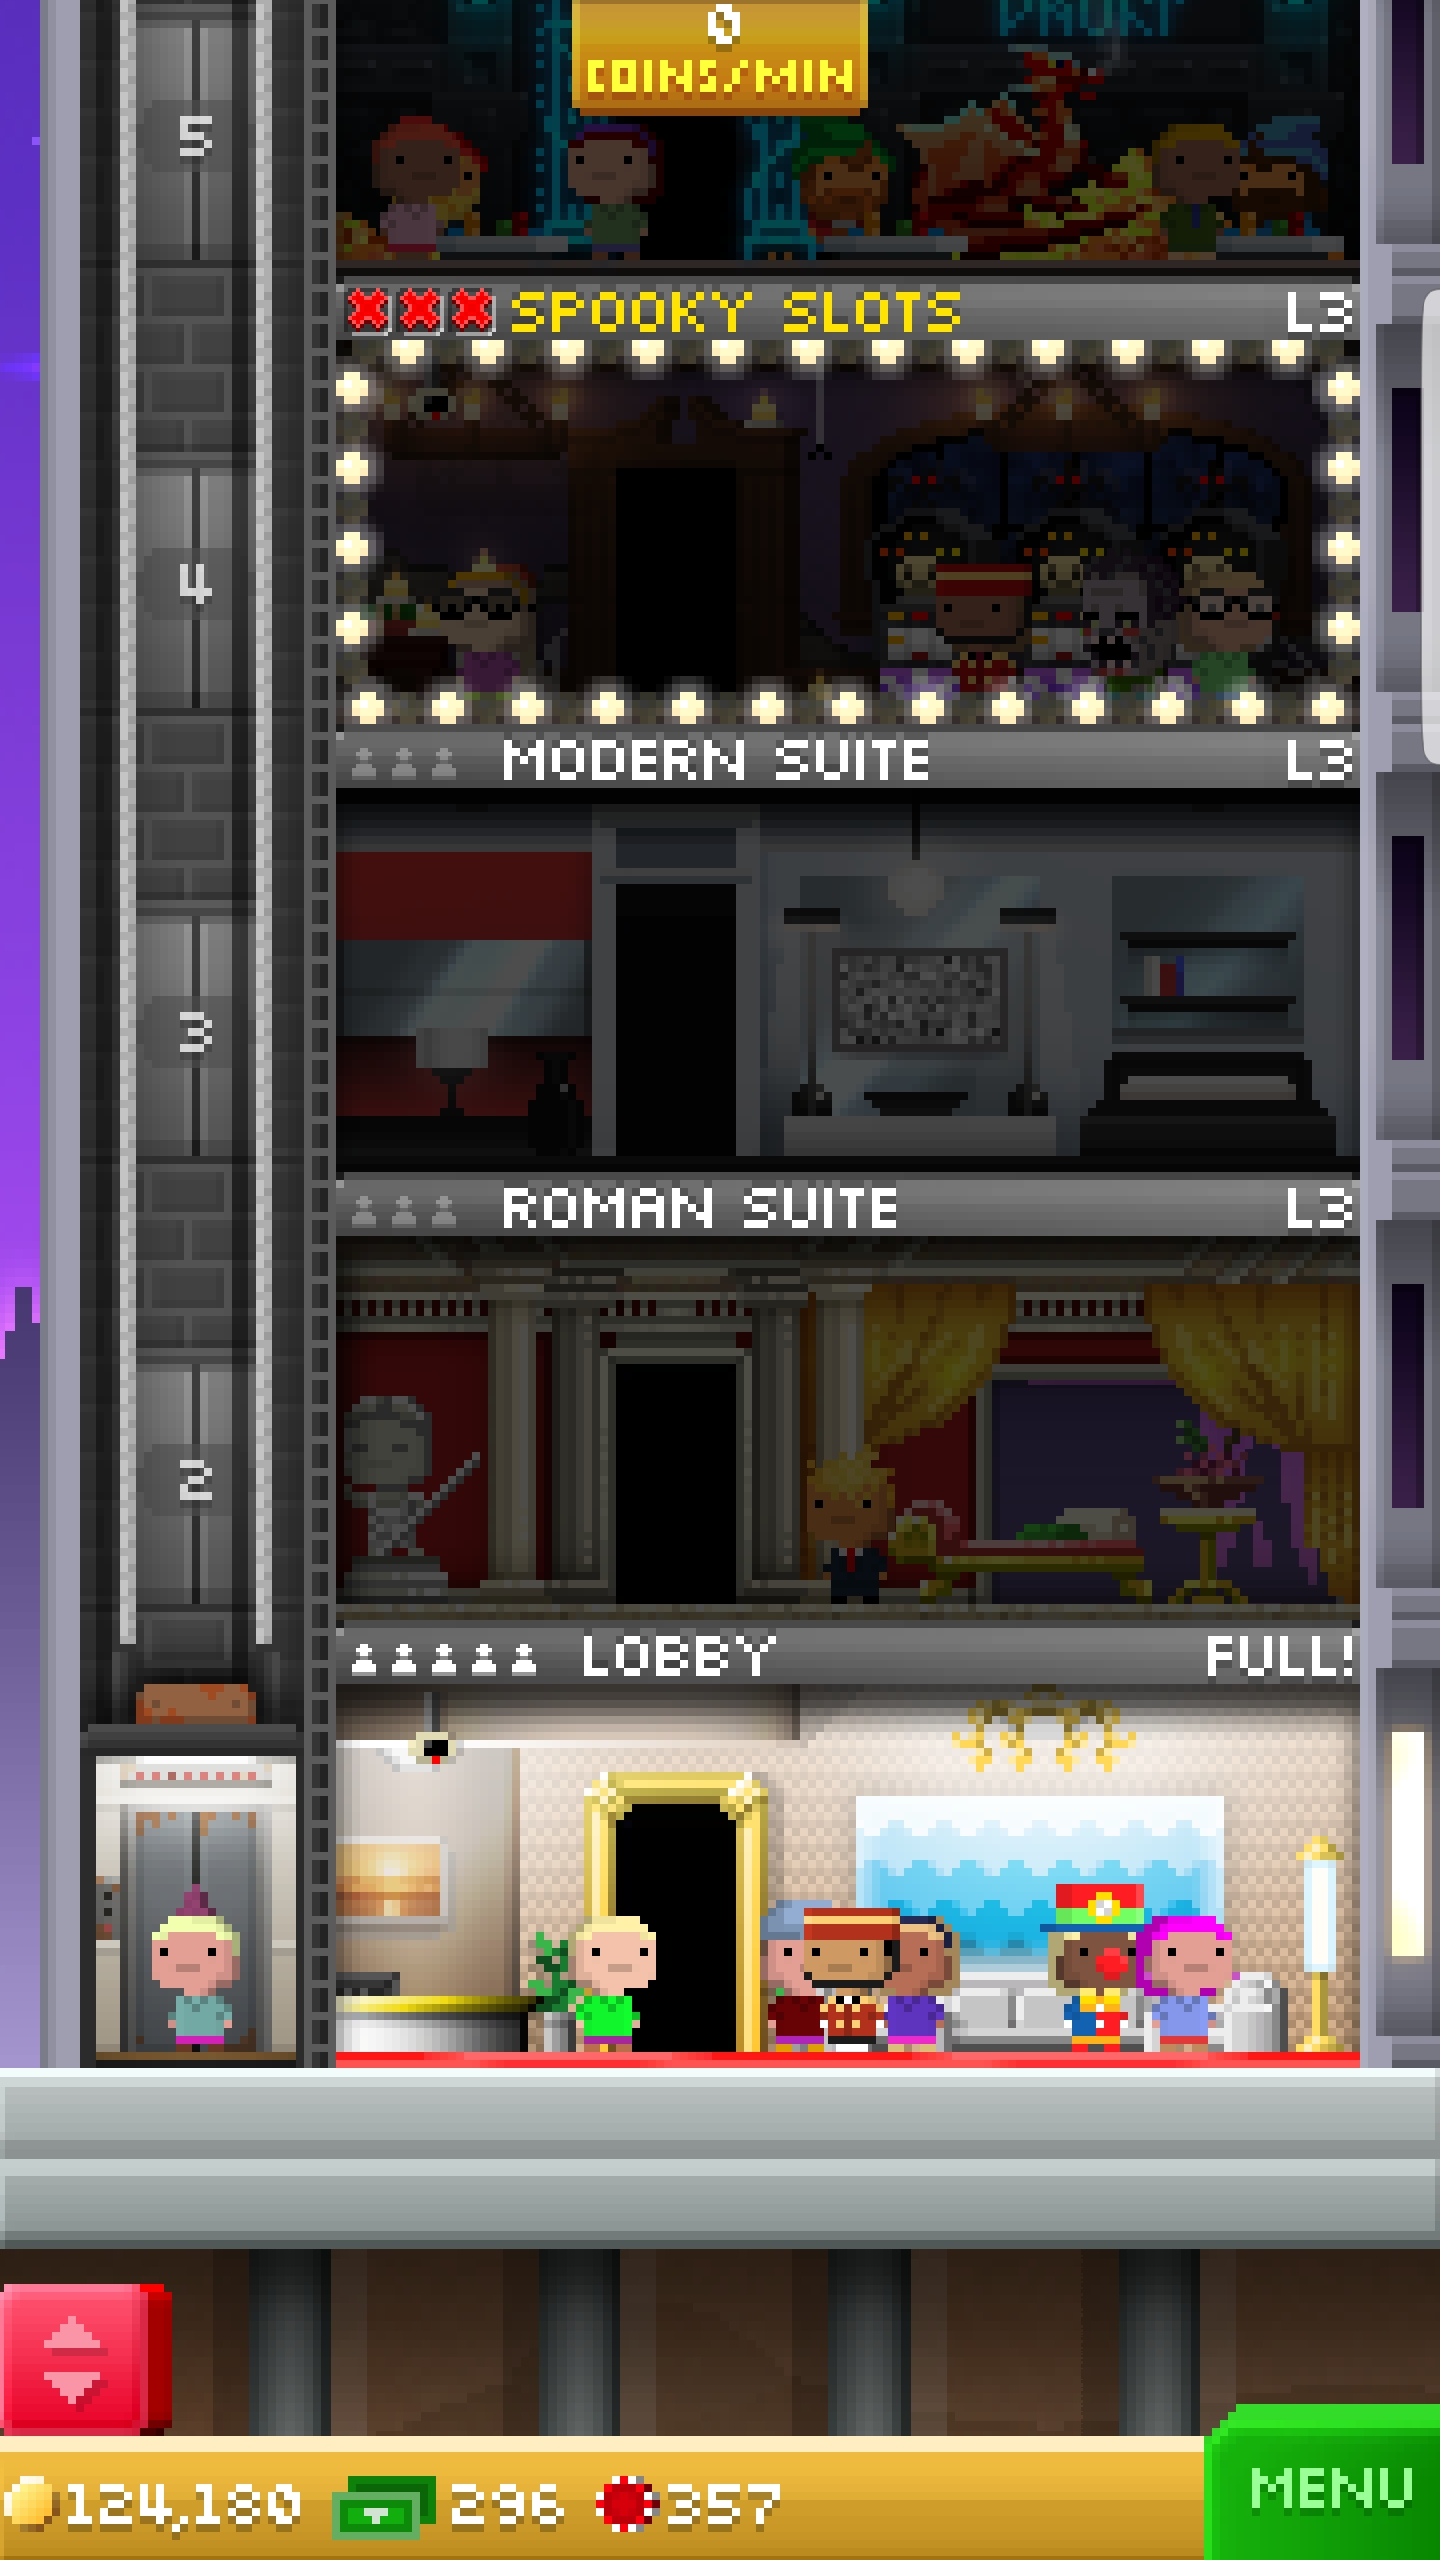 0
COINS/MIN
5
SPOOKY SLOTS L3
4
MODERN SUITE L3
3
ROMAN SUITE L3
2
LOBBY FULL!
124,180 296 357
MENU